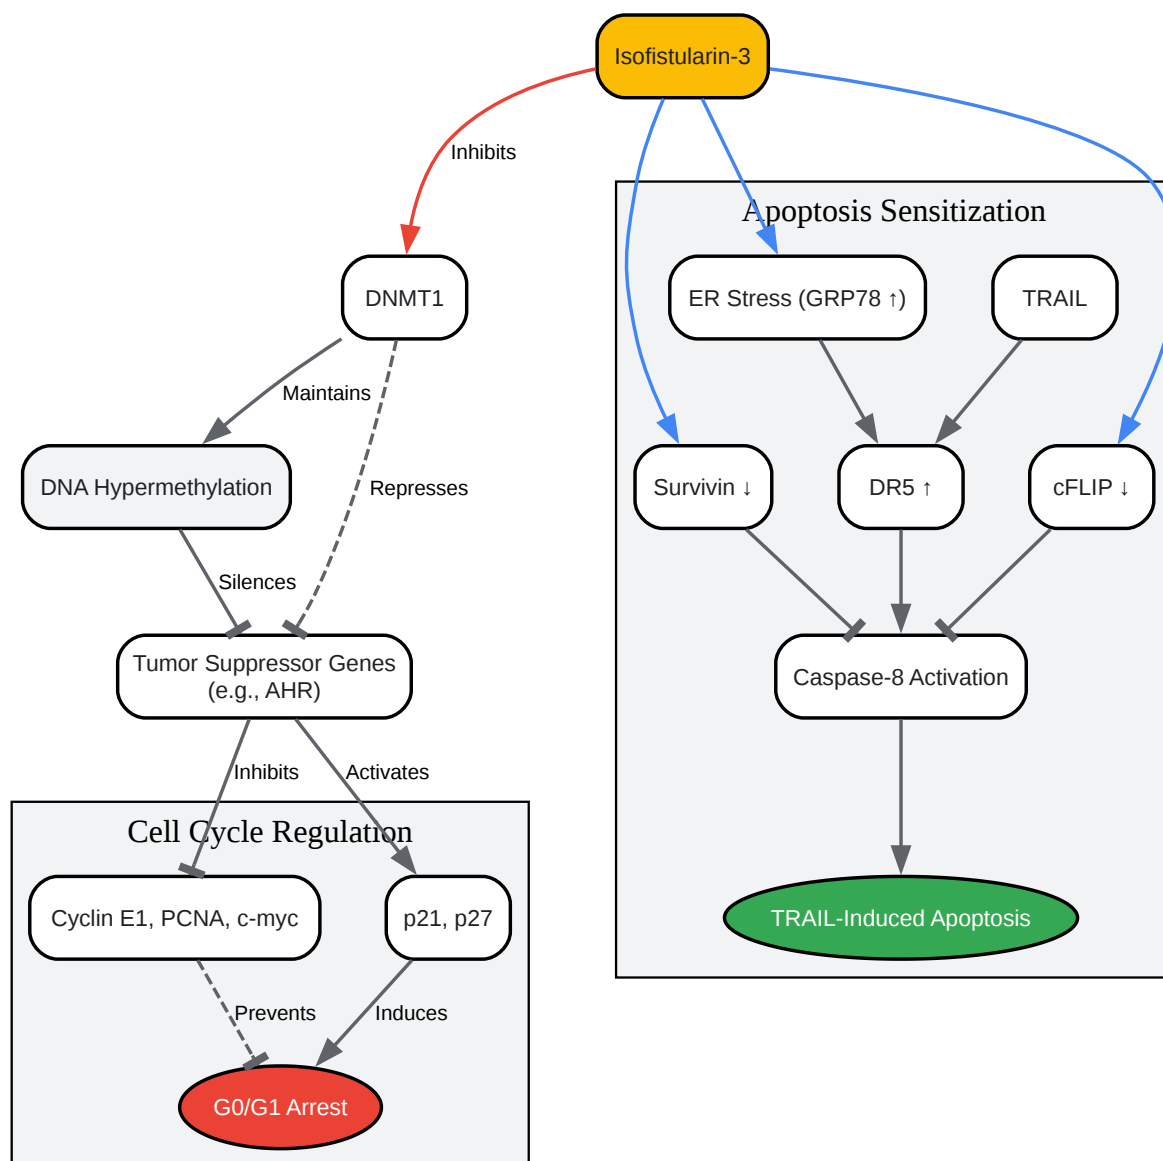 Isofistularin-3
Inhibits
Apoptosis Sensitization
DNMT1
ER Stress (GRP78 ↑)
TRAIL
Maintains
DNA Hypermethylation
Represses
Survivin ↓
DR5 ↑
cFLIP ↓
Silences
Tumor Suppressor Genes
(e.g., AHR)
Caspase-8 Activation
Inhibits
Activates
Cell Cycle Regulation
Cyclin E1, PCNA, c-myc
p21, p27
TRAIL-Induced Apoptosis
Prevents
Induces
G0/G1 Arrest